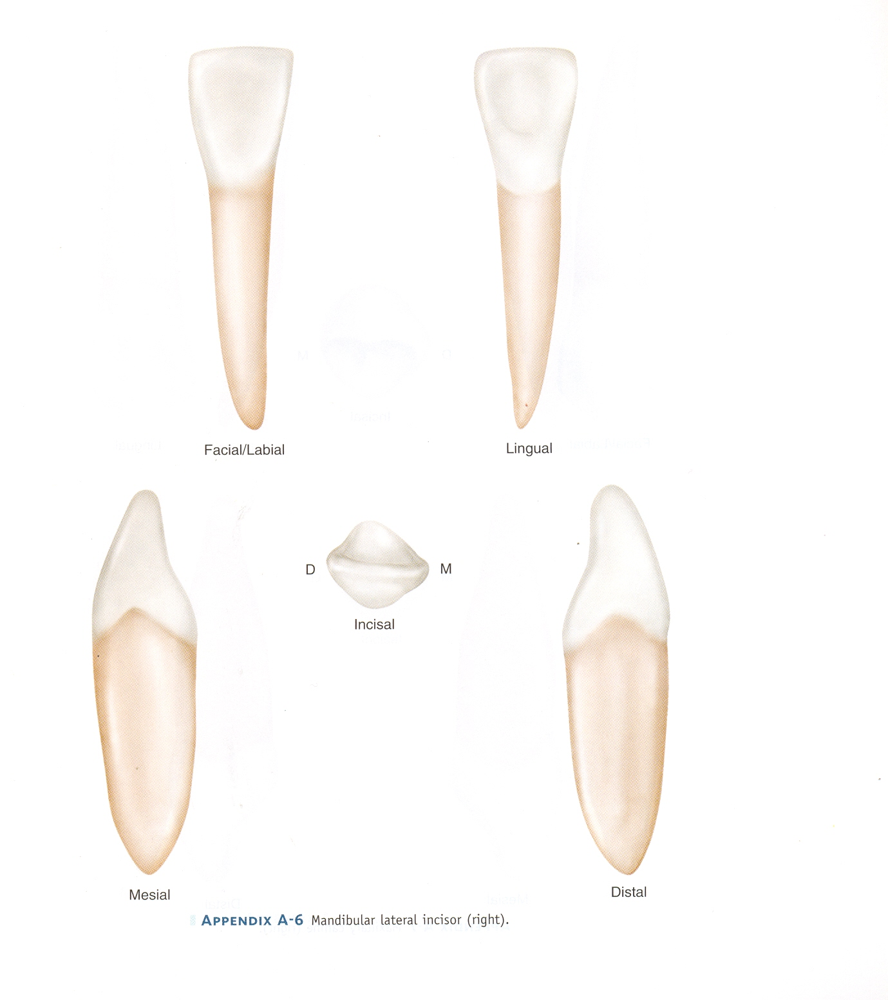 Facial/Labial
Lingual
D
M
Incisal
Mesial
Distal
APPENDIX A-6 Mandibular lateral incisor (right).